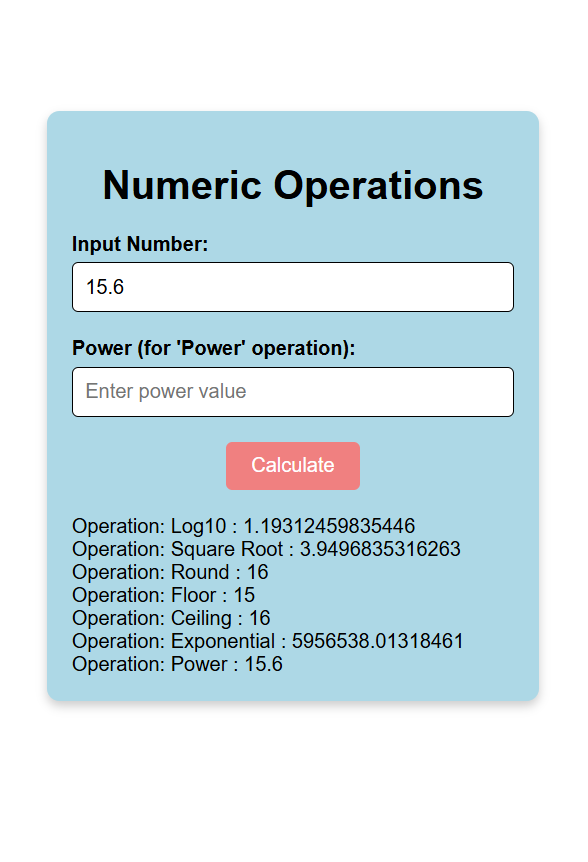 Numeric Operations
Input Number:
15.6
Power (for 'Power' operation):
Enter power value
Calculate
Operation: Log10 : 1.19312459835446
Operation: Square Root : 3.9496835316263
Operation: Round : 16
Operation: Floor : 15
Operation: Ceiling : 16
Operation: Exponential : 5956538.01318461
Operation: Power : 15.6